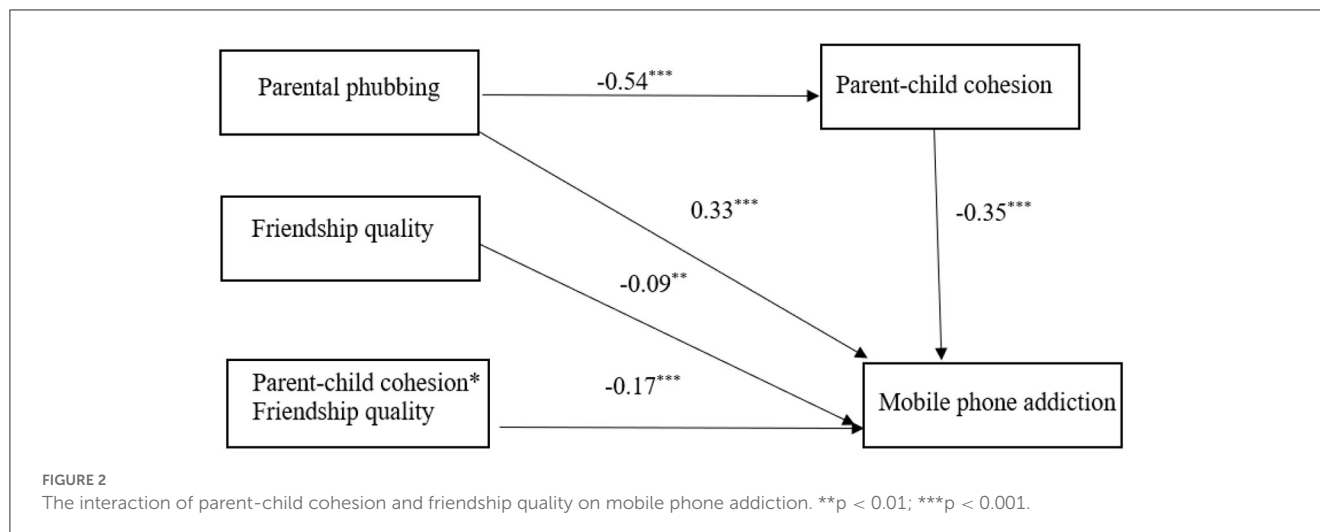 Parental phubbing
-0.54***
Parent-child cohesion
Friendship quality
0.33***
-0.35***
-0.09**
Parent-child cohesion*
Friendship quality
-0.17***
Mobile phone addiction
FIGURE 2
The interaction of parent-child cohesion and friendship quality on mobile phone addiction. **p < 0.01; ***p < 0.001.